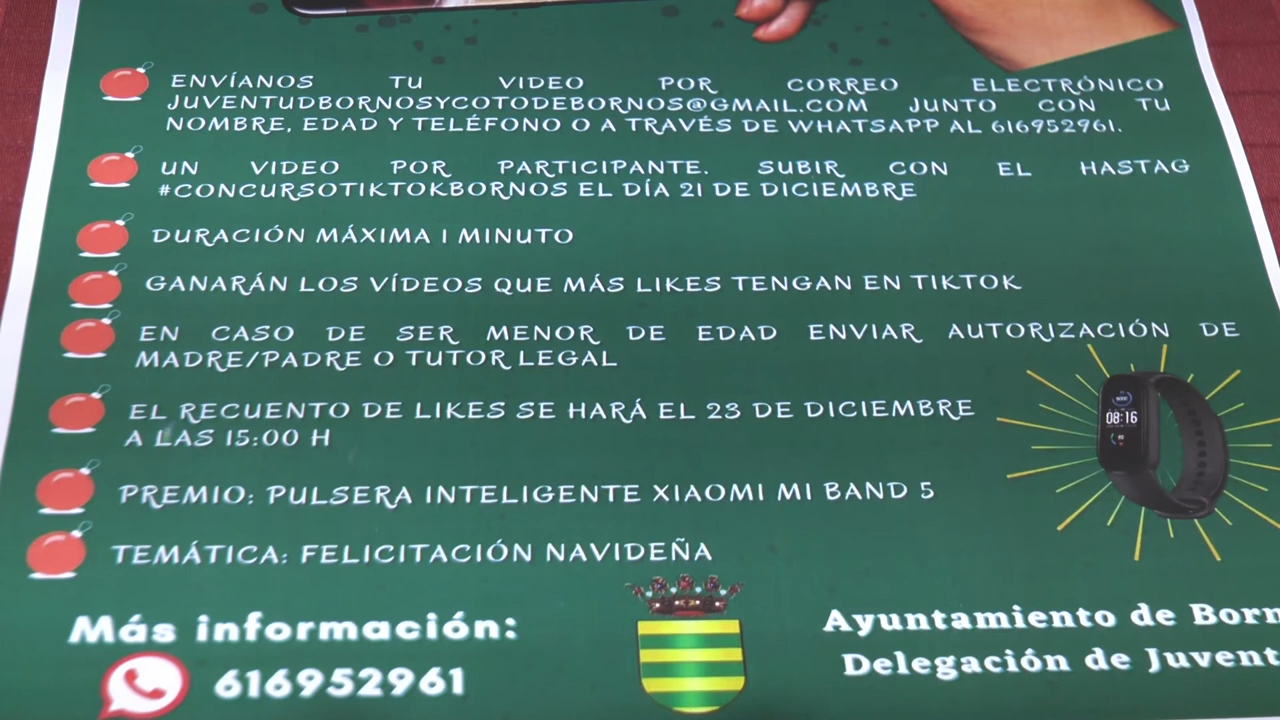 ENVÍANOS TU VIDEO POR CORREO ELECTRÓNICO
JUVENTUDBORNOSYCOTODEBORNOS@GMAIL.COM JUNTO CON TU
NOMBRE, EDAD Y TELÉFONO O A TRAVÉS DE WHATSAPP AL 616952961.
UN VIDEO POR PARTICIPANTE. SUBIR CON EL HASTAG
#CONCURSOTIKTOKBORNOS EL DÍA 21 DE DICIEMBRE
DURACIÓN MÁXIMA 1 MINUTO
GANARÁN LOS VÍDEOS QUE MÁS LIKES TENGAN EN TIKTOK
EN CASO DE SER MENOR DE EDAD ENVIAR AUTORIZACIÓN DE
MADRE/PADRE O TUTOR LEGAL
EL RECUENTO DE LIKES SE HARÁ EL 23 DE DICIEMBRE
A LAS 15:00 H
08:16
PREMIO: PULSERA INTELIGENTE XIAOMI MI BAND 5
TEMÁTICA: FELICITACIÓN NAVIDEÑA
Más información:
616952961
Ayuntamiento de Born
Delegación de Juvent